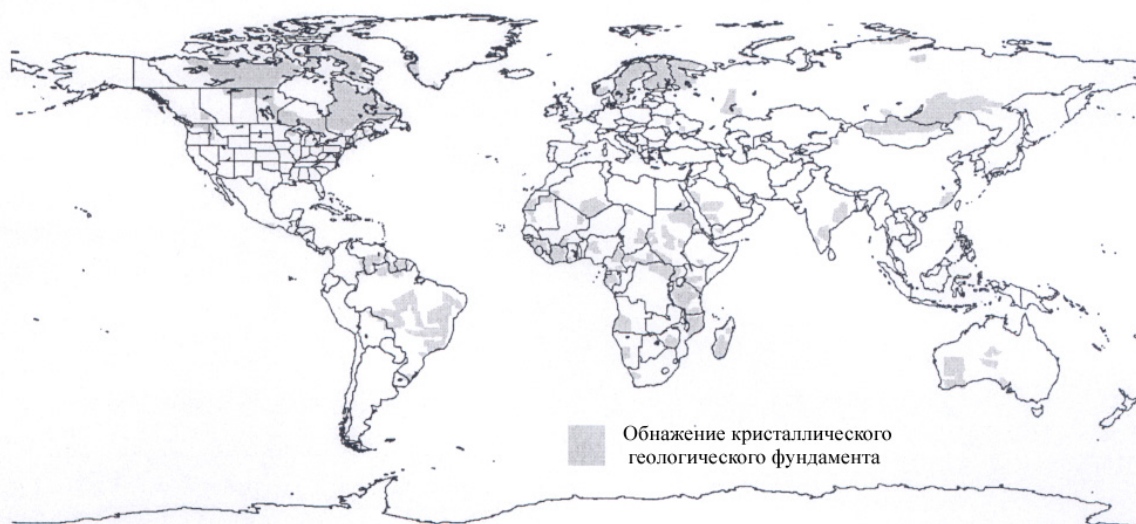 Обнажение кристаллического
геологического фундамента